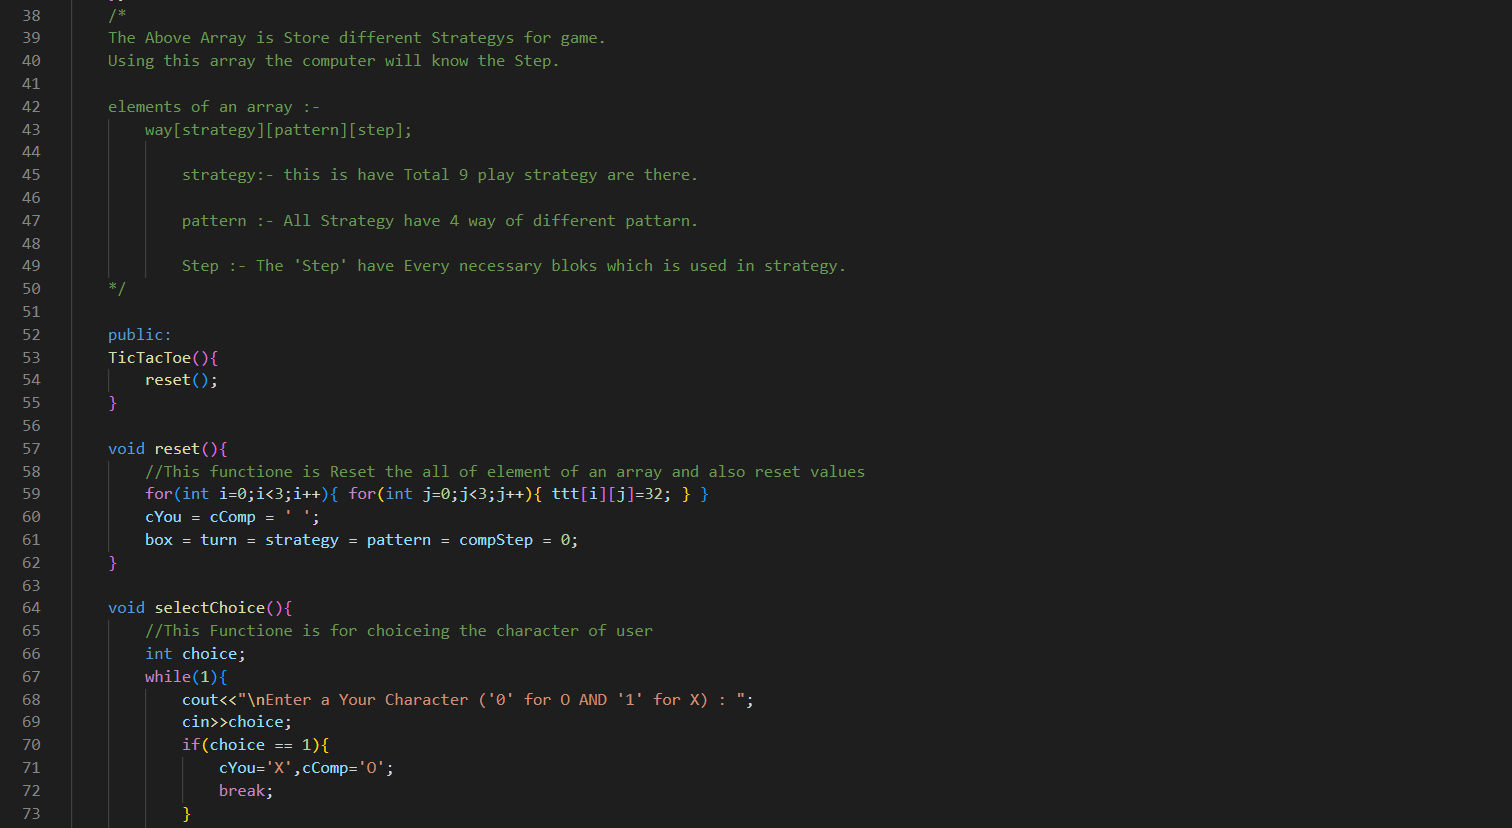 38 /*
39 The Above Array is Store different Strategys for game.
40 Using this array the computer will know the Step.
41
42 elements of an array :-
43 way[strategy][pattern][step];
44
45 strategy:- this is have Total 9 play strategy are there.
46
47 pattern :- All Strategy have 4 way of different pattarn.
48
49 Step :- The 'Step' have Every necessary bloks which is used in strategy.
50 */
51
52 public:
53 TicTacToe(){
54 reset();
55 }
56
57 void reset(){
58 //This functione is Reset the all of element of an array and also reset values
59 for(int i=0;i<3;i++){ for(int j=0;j<3;j++){ ttt[i][j]=32; } }
60 cYou = cComp = ' ';
61 box = turn = strategy = pattern = compStep = 0;
62 }
63
64 void selectChoice(){
65 //This Functione is for choiceing the character of user
66 int choice;
67 while(1){
68 cout<<"\nEnter a Your Character ('0' for O AND '1' for X) : ";
69 cin>>choice;
70 if(choice == 1){
71 cYou='X',cComp='O';
72 break;
73 }